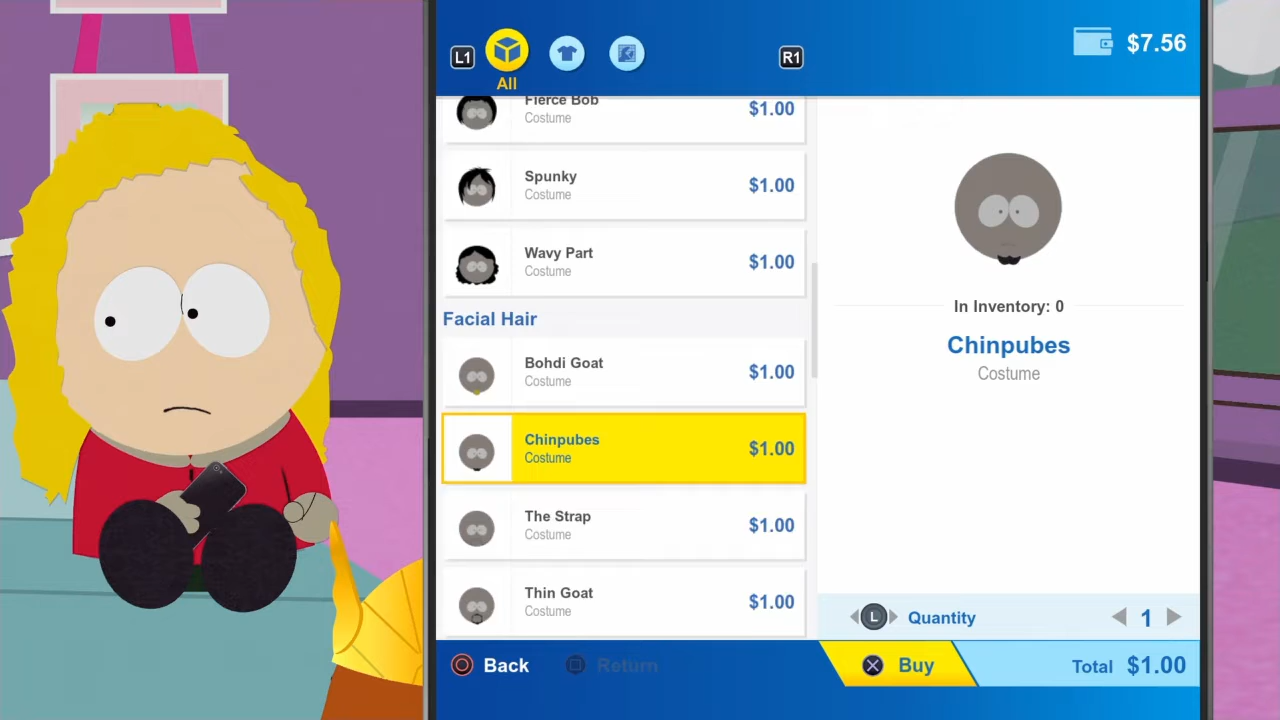 L1
All
R1
$7.56
Fierce Bob
Costume
$1.00
Spunky
Costume
$1.00
Wavy Part
Costume
$1.00
Facial Hair
Bohdi Goat
Costume
$1.00
Chinpubes
Costume
$1.00
The Strap
Costume
$1.00
Thin Goat
Costume
$1.00
In Inventory: 0
Chinpubes
Costume
L Quantity 1
Back
Return
Buy
Total $1.00